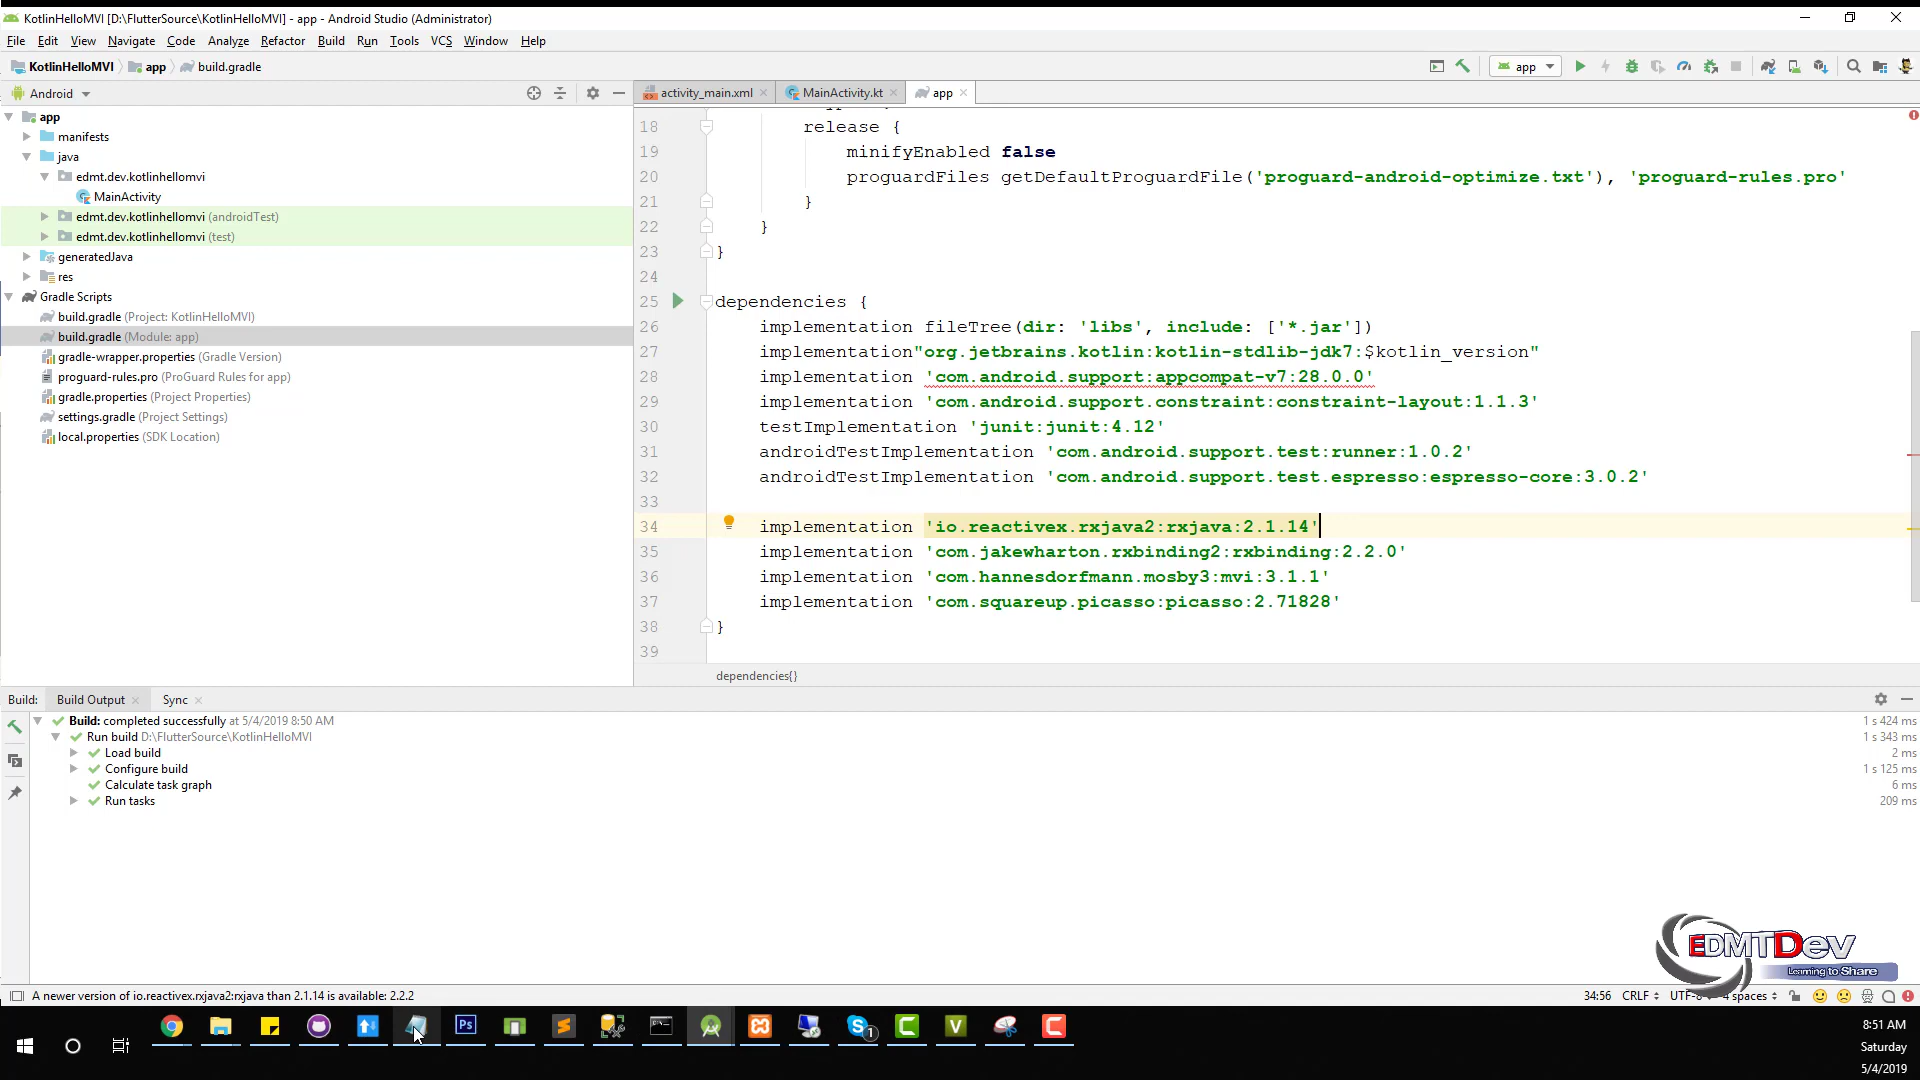 KotlinHelloMVI [D:\FlutterSource\KotlinHelloMVI] - app - Android Studio (Administrator)
File Edit View Navigate Code Analyze Refactor Build Run Tools VCS Window Help
KotlinHelloMVI app build.gradle
app
Android
activity_main.xml MainActivity.kt app
app
manifests
java
edmt.dev.kotlinhellomvi
MainActivity
edmt.dev.kotlinhellomvi (androidTest)
edmt.dev.kotlinhellomvi (test)
generatedJava
res
Gradle Scripts
build.gradle (Project: KotlinHelloMVI)
build.gradle (Module: app)
gradle-wrapper.properties (Gradle Version)
proguard-rules.pro (ProGuard Rules for app)
gradle.properties (Project Properties)
settings.gradle (Project Settings)
local.properties (SDK Location)
18 release {
19 minifyEnabled false
20 proguardFiles getDefaultProguardFile('proguard-android-optimize.txt'), 'proguard-rules.pro'
21 }
22 }
23 }
24
25 dependencies {
26 implementation fileTree(dir: 'libs', include: ['*.jar'])
27 implementation"org.jetbrains.kotlin:kotlin-stdlib-jdk7:$kotlin_version"
28 implementation 'com.android.support:appcompat-v7:28.0.0'
29 implementation 'com.android.support.constraint:constraint-layout:1.1.3'
30 testImplementation 'junit:junit:4.12'
31 androidTestImplementation 'com.android.support.test:runner:1.0.2'
32 androidTestImplementation 'com.android.support.test.espresso:espresso-core:3.0.2'
33
34 implementation 'io.reactivex.rxjava2:rxjava:2.1.14'
35 implementation 'com.jakewharton.rxbinding2:rxbinding:2.2.0'
36 implementation 'com.hannesdorfmann.mosby3:mvi:3.1.1'
37 implementation 'com.squareup.picasso:picasso:2.71828'
38 }
39
dependencies{}
Build: Build Output Sync
Build: completed successfully at 5/4/2019 8:50 AM 1 s 424 ms
Run build D:\FlutterSource\KotlinHelloMVI 1 s 343 ms
Load build 2 ms
Configure build 1 s 125 ms
Calculate task graph 6 ms
Run tasks 209 ms
EDMTDev
Learning to Share
A newer version of io.reactivex.rxjava2:rxjava than 2.1.14 is available: 2.2.2
34:56 CRLF UTF-8 4 spaces
Ps
1
8:51 AM
Saturday
5/4/2019